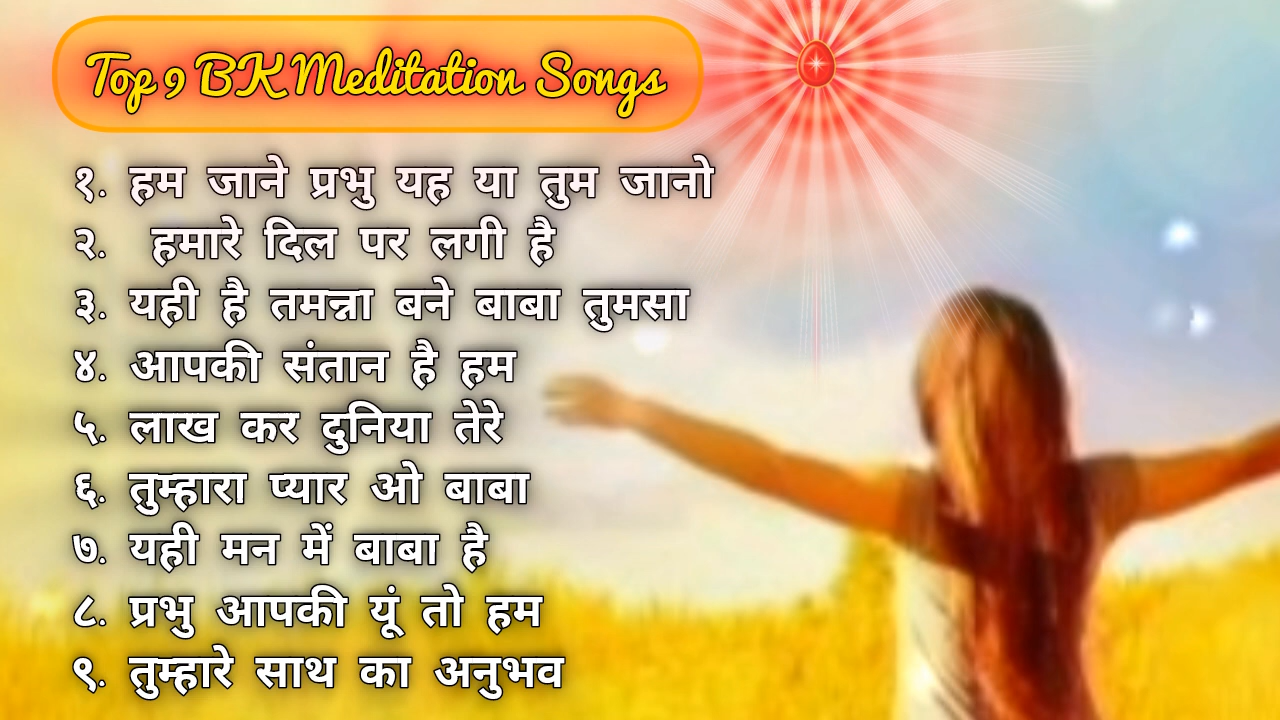 Top 9 BK Meditation Songs
१. हम जाने प्रभु यह या तुम जानो
२. हमारे दिल पर लगी है
३. यही है तमन्ना बने बाबा तुमसा
४. आपकी संतान है हम
५. लाख कर दुनिया तेरे
६. तुम्हारा प्यार ओ बाबा
७. यही मन में बाबा है
८. प्रभु आपकी यूं तो हम
९. तुम्हारे साथ का अनुभव